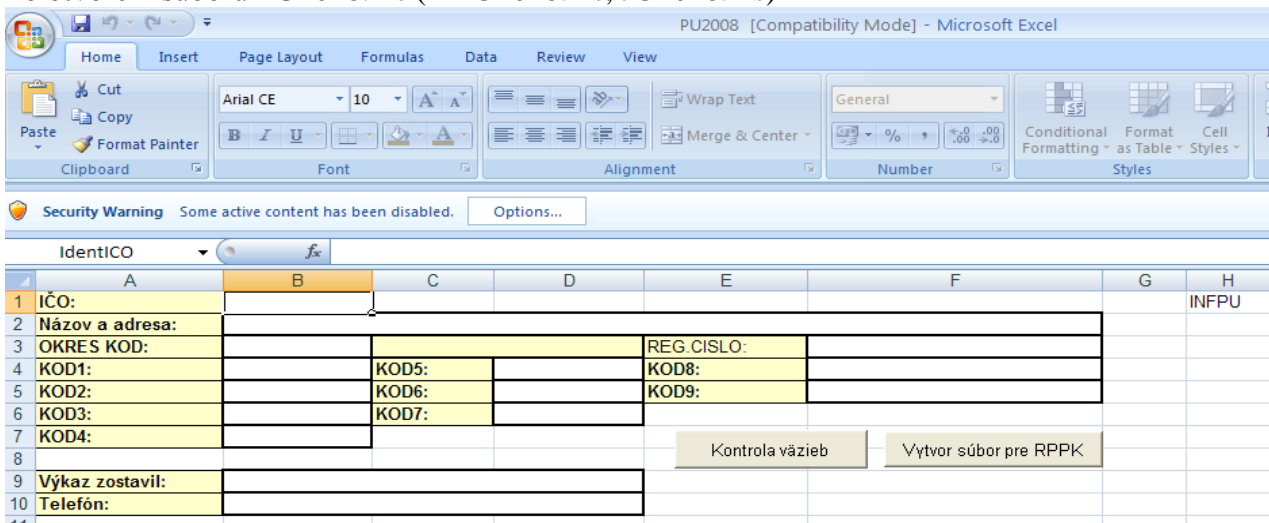 PU2008 [Compatibility Mode] - Microsoft Excel
Home Insert Page Layout Formulas Data Review View
Cut
Copy
Format Painter
Paste
Clipboard
Arial CE 10
Font
Wrap Text
Merge & Center
Alignment
General
Number
Conditional Formatting
Format as Table
Cell Styles
Styles
Security Warning Some active content has been disabled. Options...
IdentICO fx
A B C D E F G H
1 IČO: INFPU
2 Názov a adresa:
3 OKRES KOD: REG.CISLO:
4 KOD1: KOD5: KOD8:
5 KOD2: KOD6: KOD9:
6 KOD3: KOD7:
7 KOD4:
Kontrola väzieb Vytvor súbor pre RPPK
8
9 Výkaz zostavil:
10 Telefón: